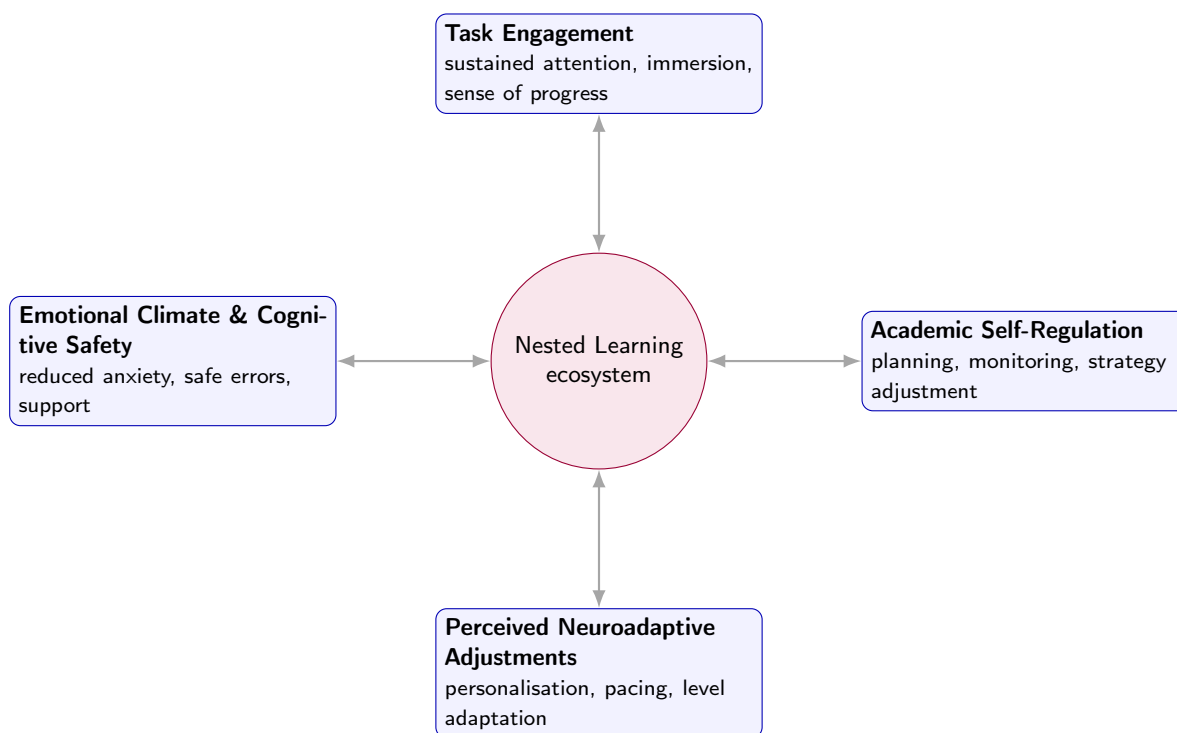 Task Engagement
sustained attention, immersion,
sense of progress
Emotional Climate & Cogni-
tive Safety
reduced anxiety, safe errors,
support
Nested Learning
ecosystem
Academic Self-Regulation
planning, monitoring, strategy
adjustment
Perceived Neuroadaptive
Adjustments
personalisation, pacing, level
adaptation